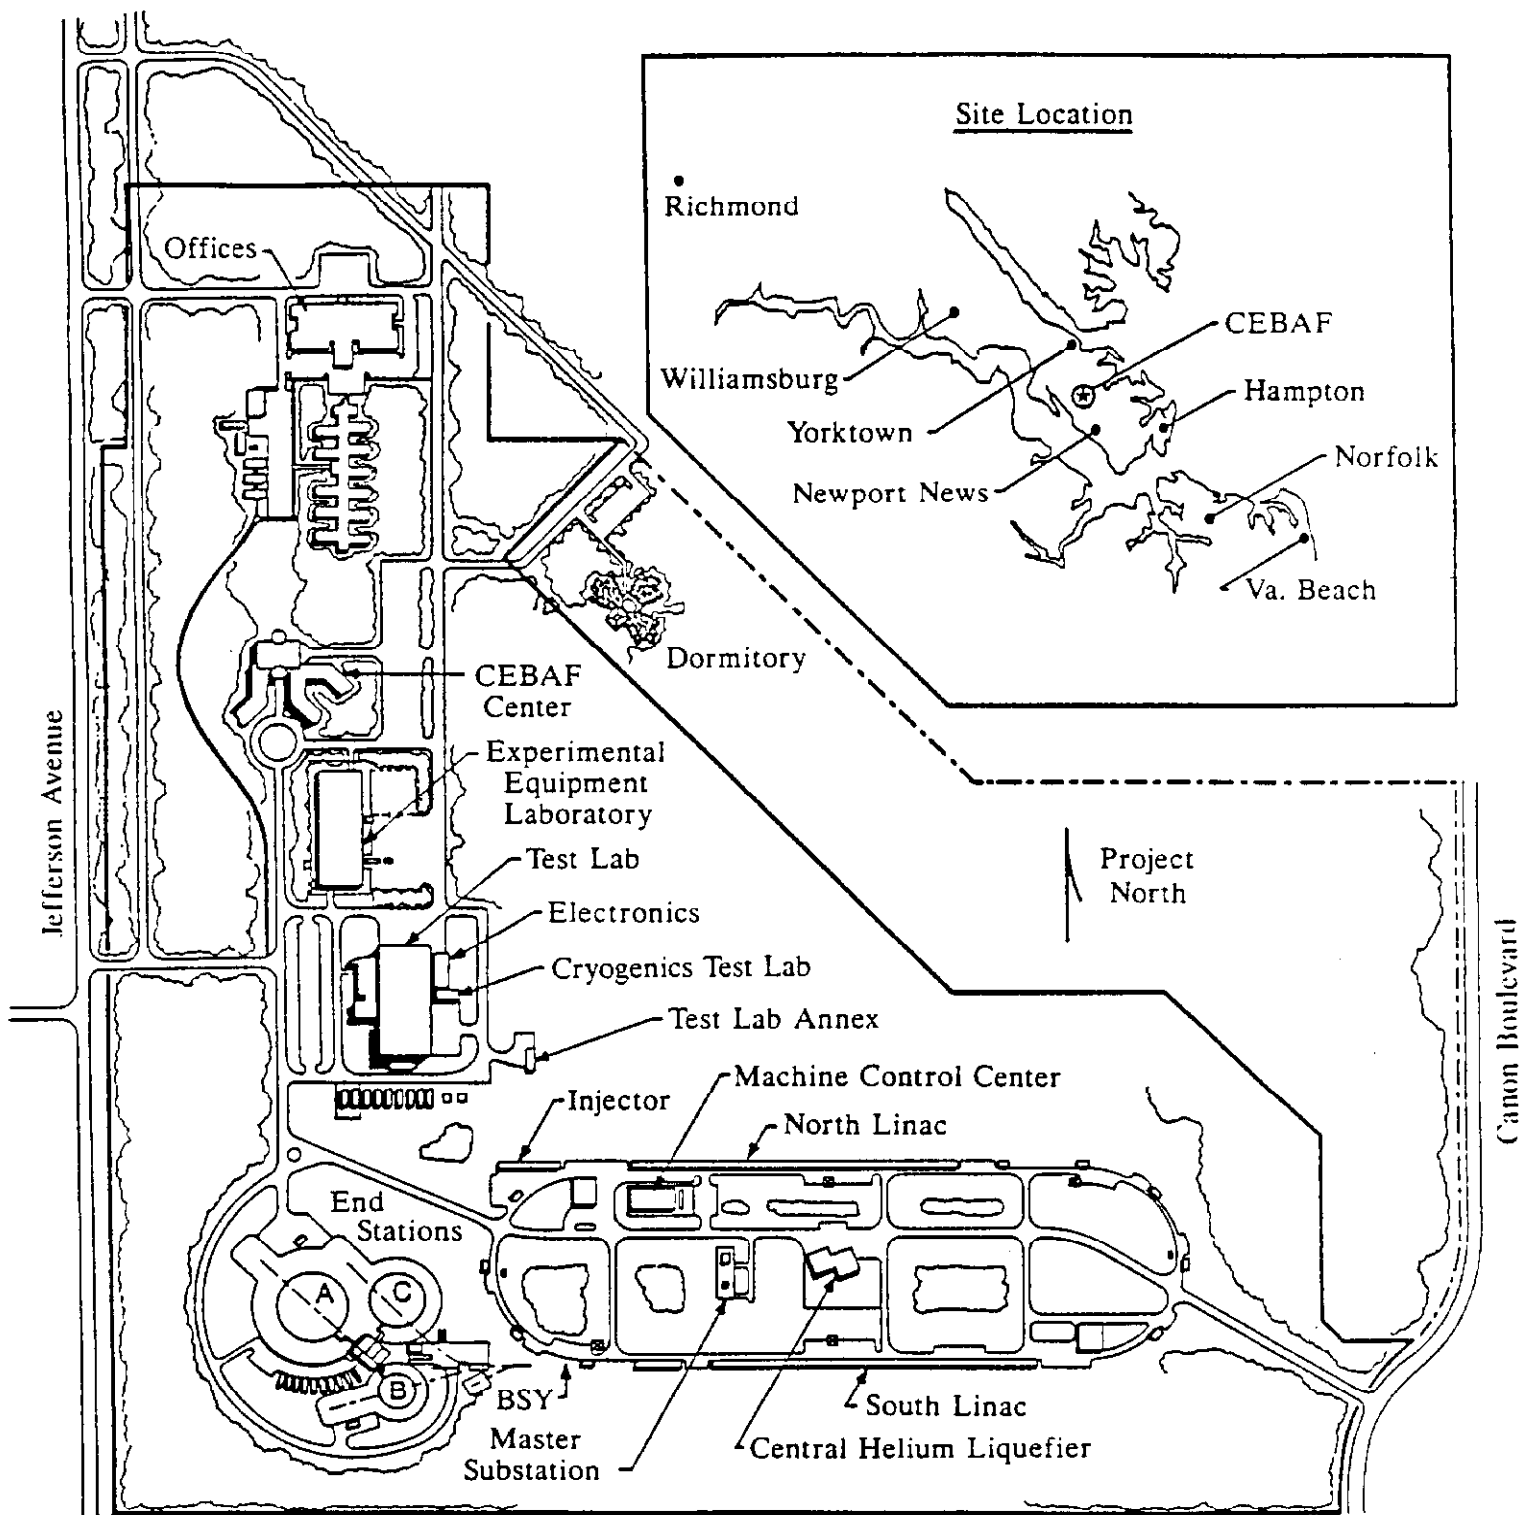 Site Location
Richmond
Offices
CEBAF
Williamsburg
Hampton
Yorktown
Norfolk
Newport News
Va. Beach
Dormitory
CEBAF
Center
Experimental
Equipment
Laboratory
Jefferson Avenue
Test Lab
Project
North
Electronics
Cryogenics Test Lab
Canon Boulevard
Test Lab Annex
Machine Control Center
Injector
North Linac
End
Stations
A
C
B
BSY
South Linac
Master
Substation
Central Helium Liquefier